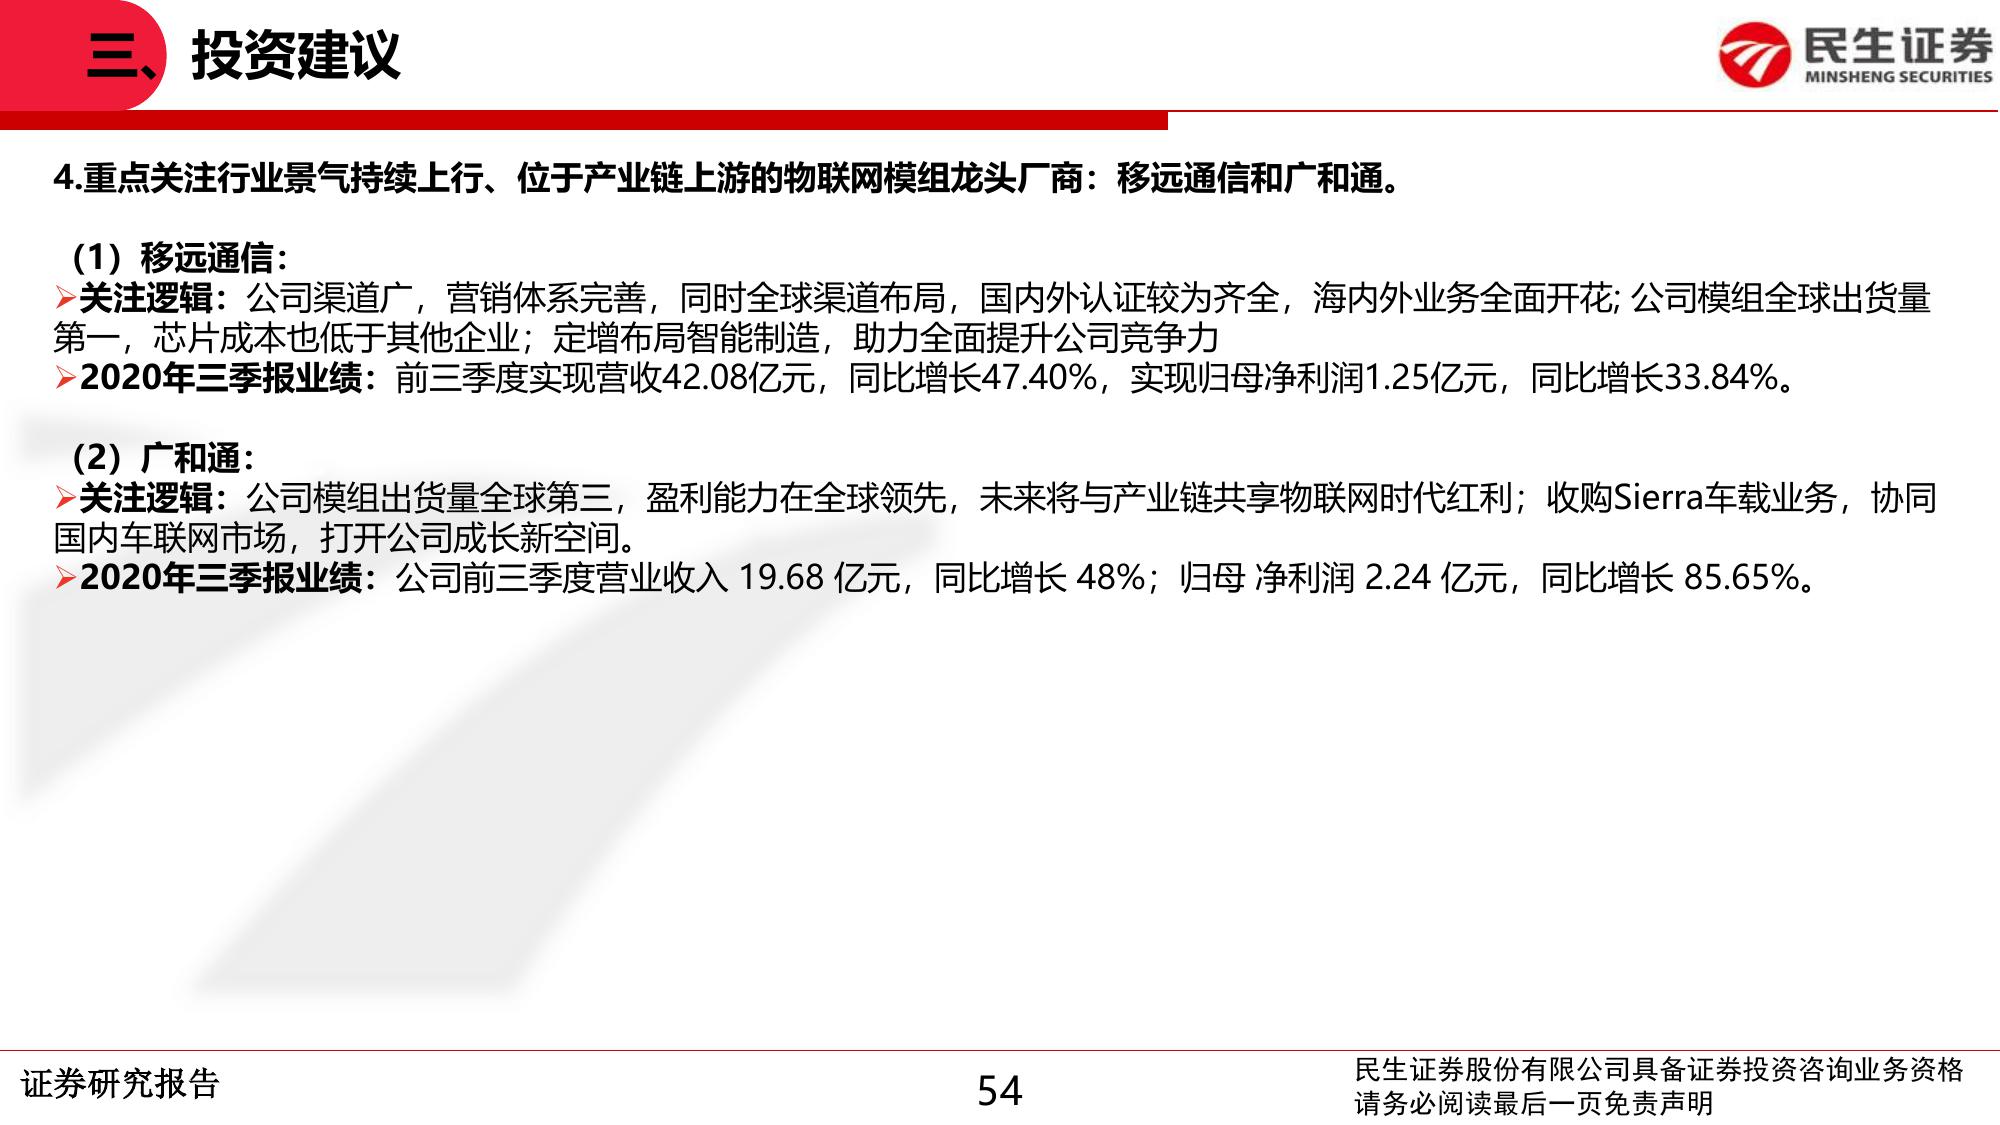 三、投资建议
民生证券
MINSHENG SECURITIES
4.重点关注行业景气持续上行、位于产业链上游的物联网模组龙头厂商：移远通信和广和通。
（1）移远通信：
➢关注逻辑：公司渠道广，营销体系完善，同时全球渠道布局，国内外认证较为齐全，海内外业务全面开花; 公司模组全球出货量
第一，芯片成本也低于其他企业；定增布局智能制造，助力全面提升公司竞争力
➢2020年三季报业绩：前三季度实现营收42.08亿元，同比增长47.40%，实现归母净利润1.25亿元，同比增长33.84%。
（2）广和通：
➢关注逻辑：公司模组出货量全球第三，盈利能力在全球领先，未来将与产业链共享物联网时代红利；收购Sierra车载业务，协同
国内车联网市场，打开公司成长新空间。
➢2020年三季报业绩：公司前三季度营业收入 19.68 亿元，同比增长 48%；归母 净利润 2.24 亿元，同比增长 85.65%。
证券研究报告
54
民生证券股份有限公司具备证券投资咨询业务资格
请务必阅读最后一页免责声明